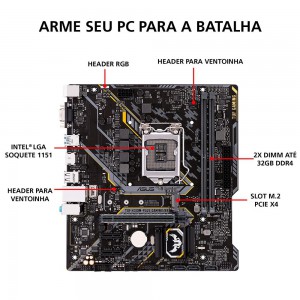 ARME SEU PC PARA A BATALHA
HEADER RGB
HEADER PARA VENTOINHA
INTEL® LGA
SOQUETE 1151
2X DIMM ATÉ
32GB DDR4
HEADER PARA
VENTOINHA
SLOT M.2
PCIE X4
ASUS